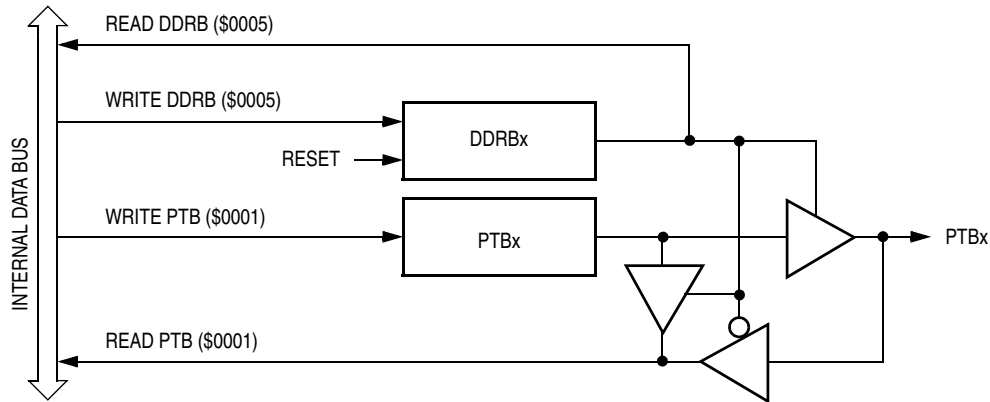 READ DDRB ($0005)
WRITE DDRB ($0005)
DDRBx
RESET
WRITE PTB ($0001)
PTBx
PTBx
READ PTB ($0001)
INTERNAL DATA BUS